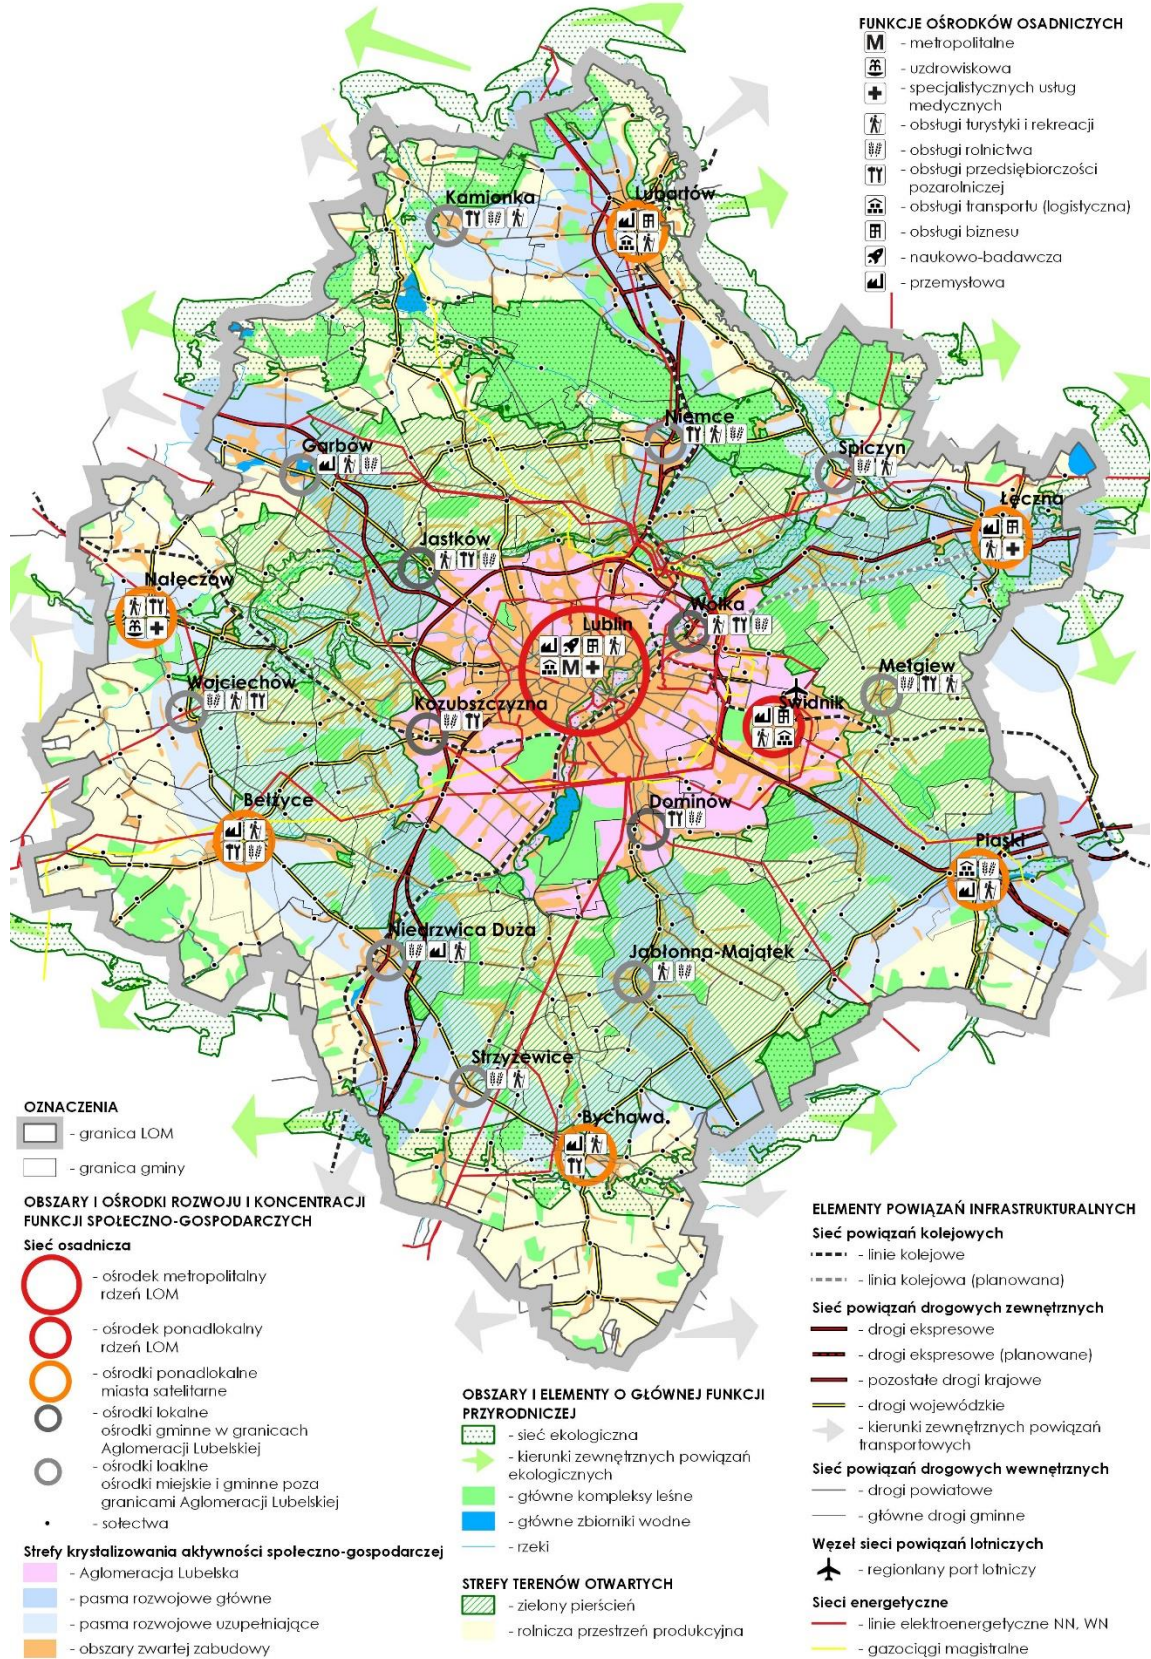 FUNKCJE OŚRODKÓW OSADNICZYCH
M - metropolitalne
- uzdrowiskowa
- specjalistycznych usług
medycznych
- obsługi turystyki i rekreacji
- obsługi rolnictwa
- obsługi przedsiębiorczości
pozarolniczej
- obsługi transportu (logistyczna)
- obsługi biznesu
- naukowo-badawcza
- przemysłowa
Kamionka
Lubartów
Niemce
Garbów
Spiczyn
Łęczna
Jastków
Nałęczów
Wólka
Lublin
M
Mełgiew
Wojciechów
Kozubszczyzna
Świdnik
Bełżyce
Dominów
Piaski
Niedrzwica Duża
Jabłonna-Majątek
Strzyżewice
Bychawa
OZNACZENIA
- granica LOM
- granica gminy
OBSZARY I OŚRODKI ROZWOJU I KONCENTRACJI
FUNKCJI SPOŁECZNO-GOSPODARCZYCH
Sieć osadnicza
- ośrodek metropolitalny
rdzeń LOM
- ośrodek ponadlokalny
rdzeń LOM
- ośrodki ponadlokalne
miasta satelitarne
- ośrodki lokalne
ośrodki gminne w granicach
Aglomeracji Lubelskiej
- ośrodki loaklne
ośrodki miejskie i gminne poza
granicami Aglomeracji Lubelskiej
- sołectwa
Strefy krystalizowania aktywności społeczno-gospodarczej
- Aglomeracja Lubelska
- pasma rozwojowe główne
- pasma rozwojowe uzupełniające
- obszary zwartej zabudowy
OBSZARY I ELEMENTY O GŁÓWNEJ FUNKCJI
PRZYRODNICZEJ
- sieć ekologiczna
- kierunki zewnętrznych powiązań
ekologicznych
- główne kompleksy leśne
- główne zbiorniki wodne
- rzeki
STREFY TERENÓW OTWARTYCH
- zielony pierścień
- rolnicza przestrzeń produkcyjna
ELEMENTY POWIĄZAŃ INFRASTRUKTURALNYCH
Sieć powiązań kolejowych
- linie kolejowe
- linia kolejowa (planowana)
Sieć powiązań drogowych zewnętrznych
- drogi ekspresowe
- drogi ekspresowe (planowane)
- pozostałe drogi krajowe
- drogi wojewódzkie
- kierunki zewnętrznych powiązań
transportowych
Sieć powiązań drogowych wewnętrznych
- drogi powiatowe
- główne drogi gminne
Węzeł sieci powiązań lotniczych
- regionlany port lotniczy
Sieci energetyczne
- linie elektroenergetyczne NN, WN
- gazociągi magistralne